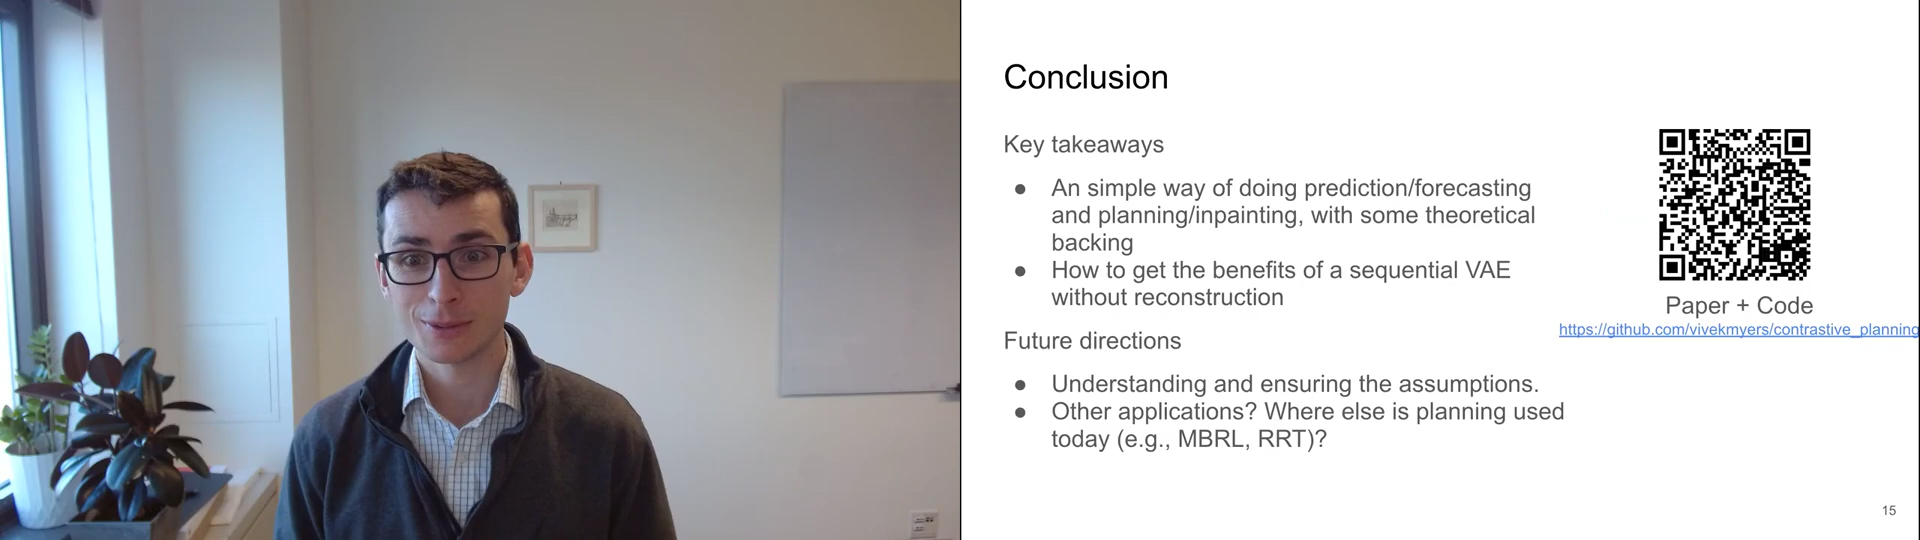 Conclusion
Key takeaways
● An simple way of doing prediction/forecasting
and planning/inpainting, with some theoretical
backing
● How to get the benefits of a sequential VAE
without reconstruction
Future directions
● Understanding and ensuring the assumptions.
● Other applications? Where else is planning used
today (e.g., MBRL, RRT)?
Paper + Code
https://github.com/vivekmyers/contrastive_planning
15